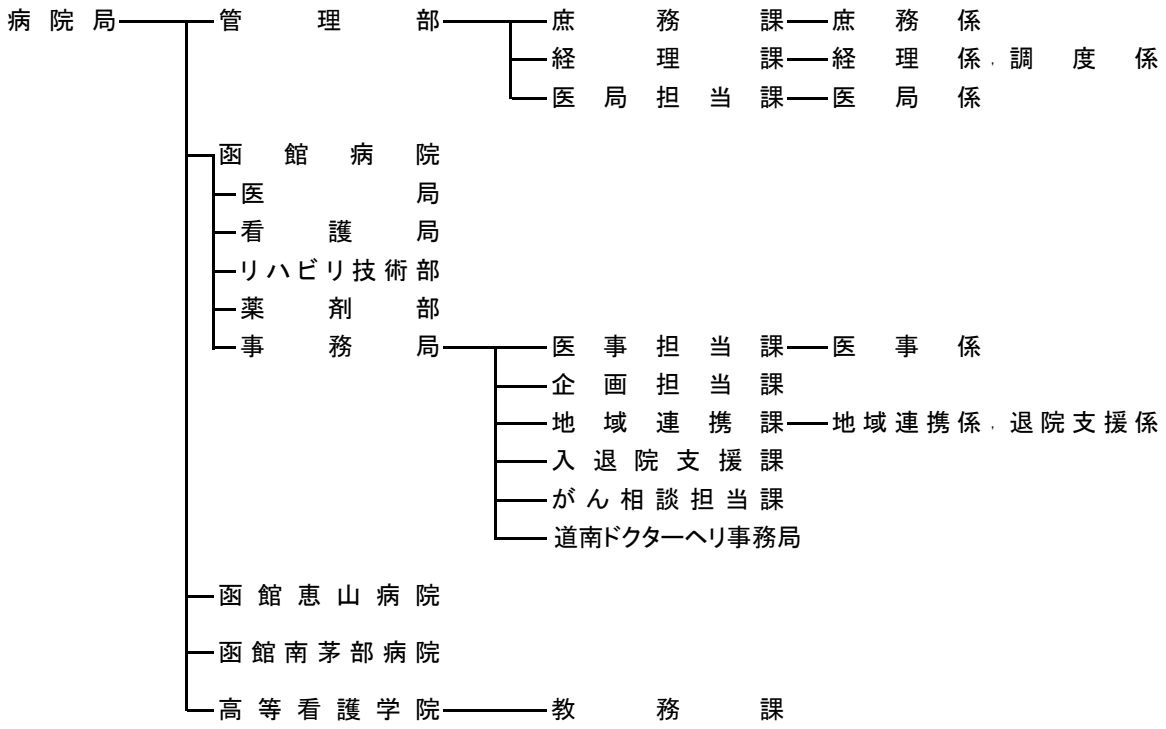 病院局 管理部 庶務課 庶務係
経理課 経理係，調度係
医局担当課 医局係
函館病院
医局
看護局
リハビリ技術部
薬剤部
事務局 医事担当課 医事係
企画担当課
地域連携課 地域連携係，退院支援係
入退院支援課
がん相談担当課
道南ドクターヘリ事務局
函館恵山病院
函館南茅部病院
高等看護学院 教務課